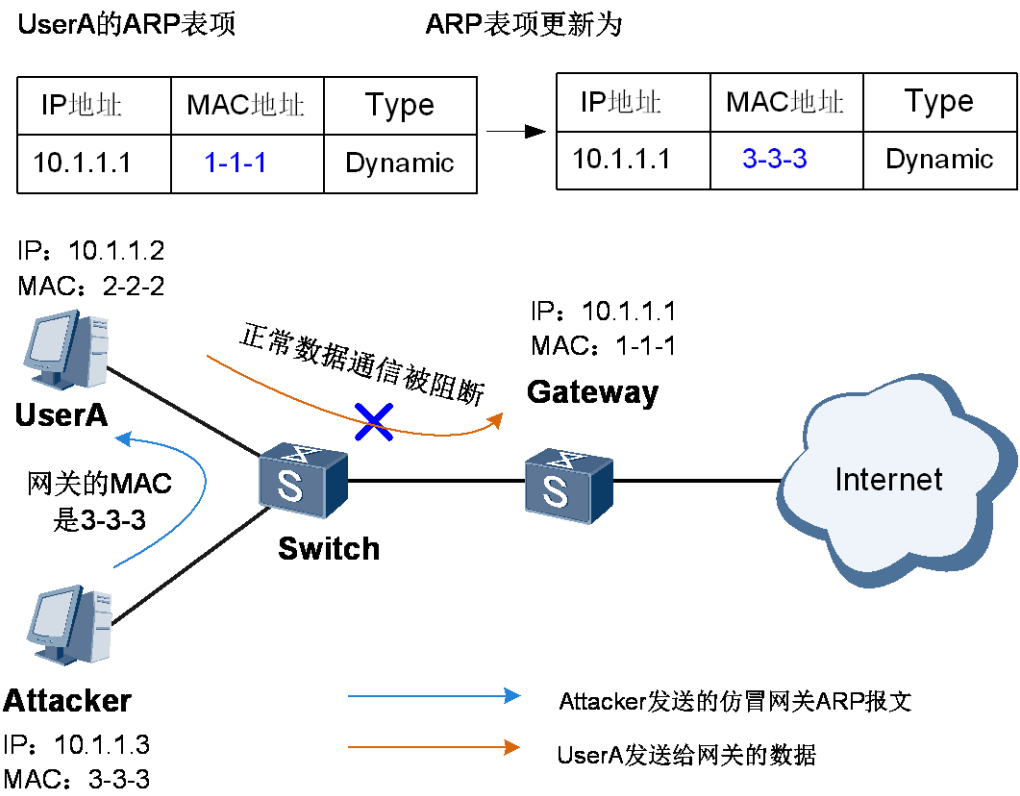 UserA的ARP表项
ARP表项更新为
IP地址 MAC地址 Type
10.1.1.1 1-1-1 Dynamic
IP地址 MAC地址 Type
10.1.1.1 3-3-3 Dynamic
IP：10.1.1.2
MAC：2-2-2
UserA
正常数据通信被阻断
IP：10.1.1.1
MAC：1-1-1
Gateway
网关的MAC
是3-3-3
S
Switch
S
Internet
Attacker
IP：10.1.1.3
MAC：3-3-3
Attacker发送的仿冒网关ARP报文
UserA发送给网关的数据